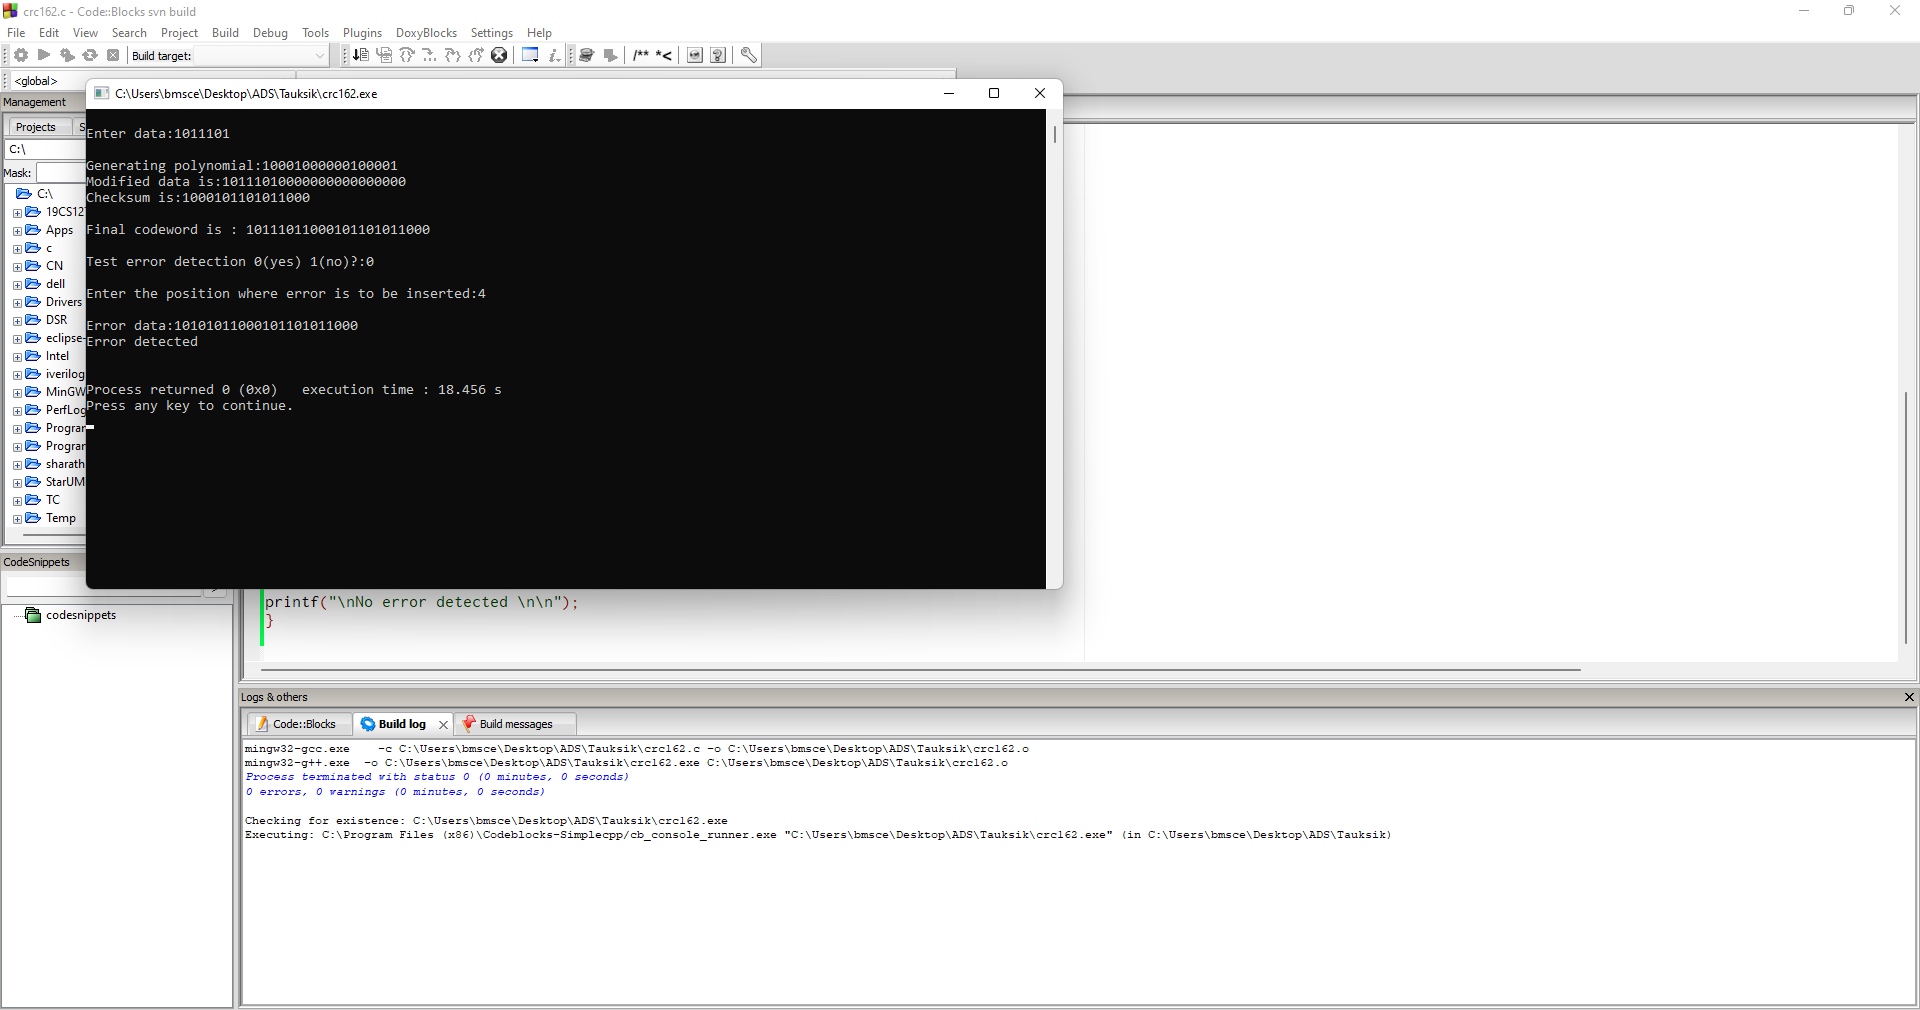 crc162.c - Code::Blocks svn build
File Edit View Search Project Build Debug Tools Plugins DoxyBlocks Settings Help
Build target:
/** *<
<global>
C:\Users\bmsce\Desktop\ADS\Tauksik\crc162.exe
Management
Projects S
C:\
Mask:
C:\
19CS12
Apps
c
CN
dell
Drivers
DSR
eclipse-
Intel
iverilog
MinGW
PerfLog
Program
Program
sharath
StarUM
TC
Temp
Enter data:1011101
Generating polynomial:10001000000100001
Modified data is:10111010000000000000000
Checksum is:1000101101011000
Final codeword is : 10111011000101101011000
Test error detection 0(yes) 1(no)?:0
Enter the position where error is to be inserted:4
Error data:10101011000101101011000
Error detected
Process returned 0 (0x0)   execution time : 18.456 s
Press any key to continue.
CodeSnippets
codesnippets
printf("\nNo error detected \n\n");
}
Logs & others
Code::Blocks Build log Build messages
mingw32-gcc.exe    -c C:\Users\bmsce\Desktop\ADS\Tauksik\crc162.c -o C:\Users\bmsce\Desktop\ADS\Tauksik\crc162.o
mingw32-g++.exe  -o C:\Users\bmsce\Desktop\ADS\Tauksik\crc162.exe C:\Users\bmsce\Desktop\ADS\Tauksik\crc162.o
Process terminated with status 0 (0 minutes, 0 seconds)
0 errors, 0 warnings (0 minutes, 0 seconds)
Checking for existence: C:\Users\bmsce\Desktop\ADS\Tauksik\crc162.exe
Executing: C:\Program Files (x86)\Codeblocks-Simplecpp/cb_console_runner.exe "C:\Users\bmsce\Desktop\ADS\Tauksik\crc162.exe" (in C:\Users\bmsce\Desktop\ADS\Tauksik)